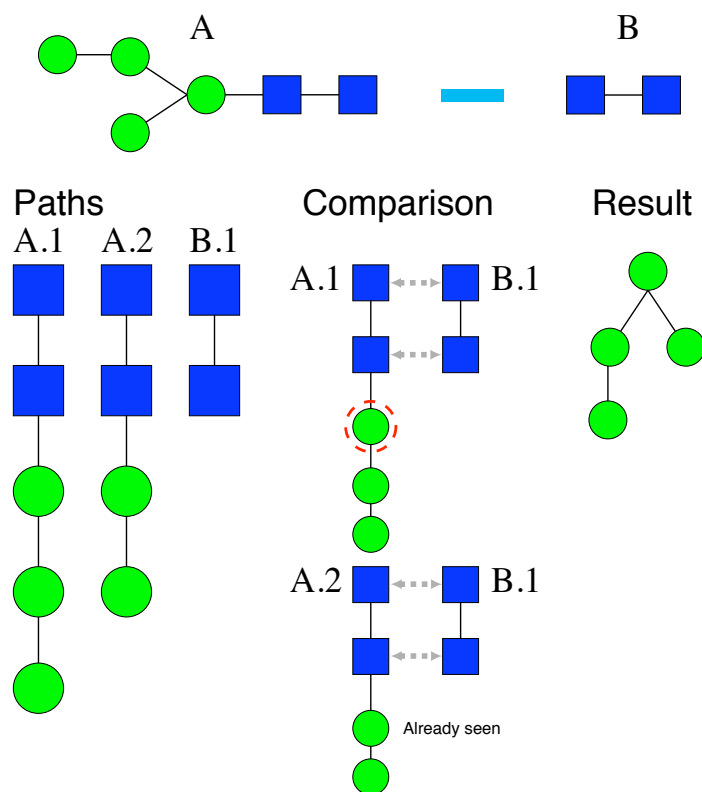 A
B
Paths
Comparison
Result
A.1
A.2
B.1
A.1
B.1
A.2
B.1
Already seen